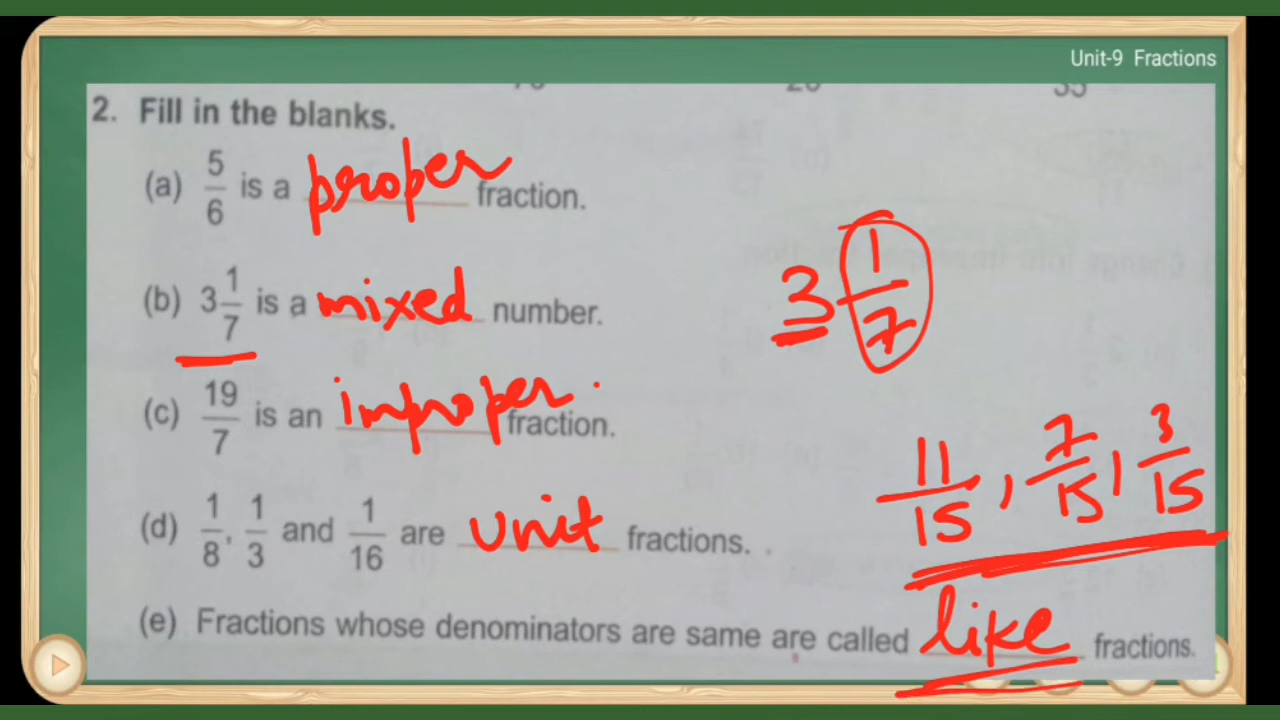 Unit-9 Fractions
2. Fill in the blanks.
(a) 5/6 is a proper fraction.
(b) 3 1/7 is a mixed number.
3 1/7
(c) 19/7 is an improper fraction.
11/15, 7/15, 3/15
(d) 1/8, 1/3 and 1/16 are unit fractions.
(e) Fractions whose denominators are same are called like fractions.